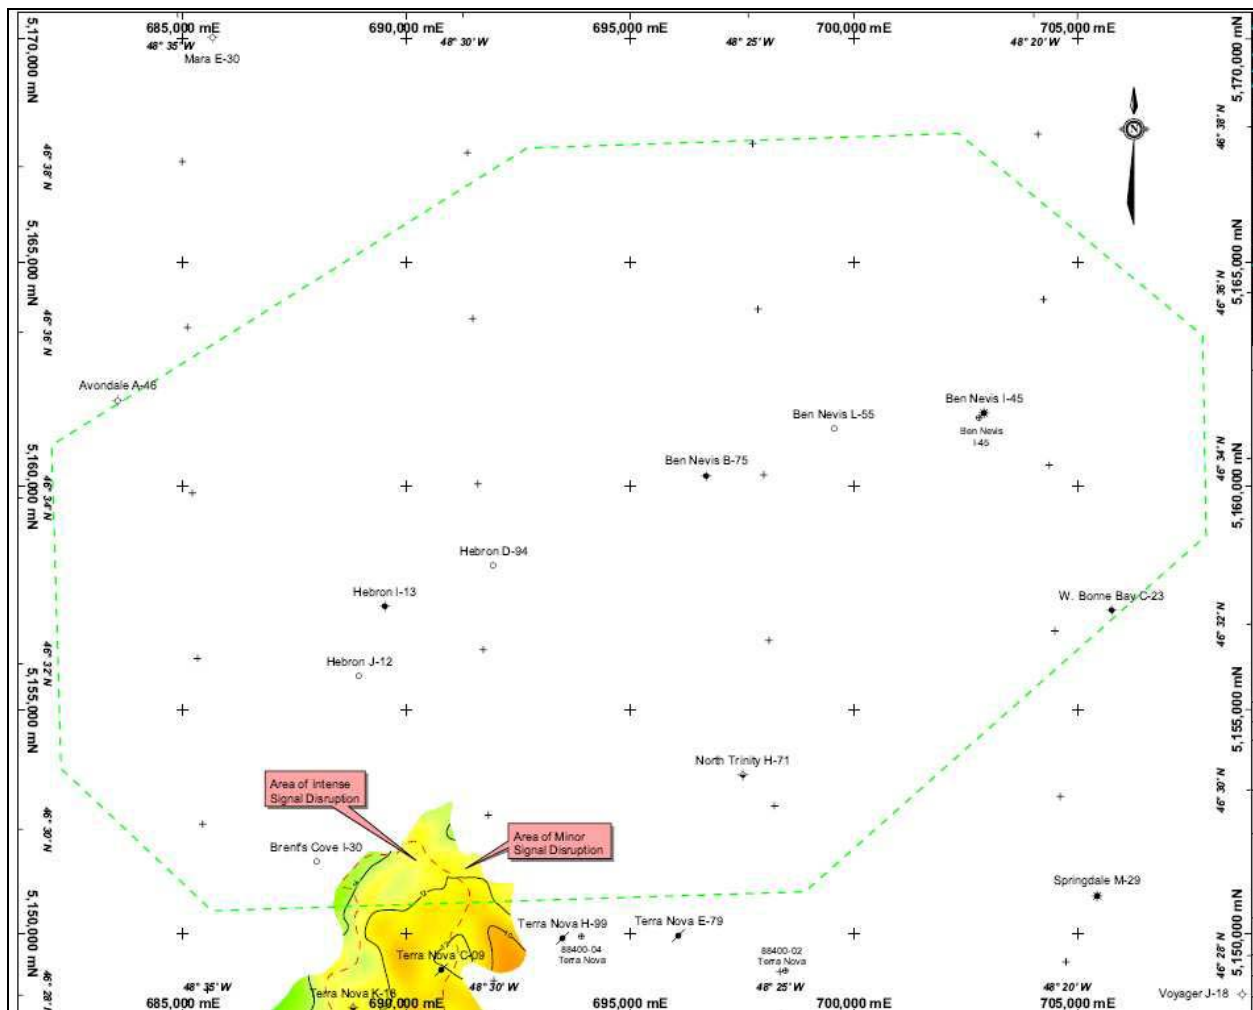 685,000 mE
690,000 mE
695,000 mE
700,000 mE
705,000 mE
48° 35' W
48° 30' W
48° 25' W
48° 20' W
5,170,000 mN
5,170,000 mN
Mara E-30
N
46° 38' N
46° 38' N
5,165,000 mN
5,165,000 mN
46° 36' N
46° 36' N
Avondale A-46
Ben Nevis L-55
Ben Nevis I-45
Ben Nevis
I-45
Ben Nevis B-75
46° 34' N
46° 34' N
5,160,000 mN
5,160,000 mN
Hebron D-94
Hebron I-13
W. Bonne Bay C-23
46° 32' N
46° 32' N
Hebron J-12
5,155,000 mN
5,155,000 mN
North Trinity H-71
Area of Intense
Signal Disruption
46° 30' N
46° 30' N
Area of Minor
Signal Disruption
Brent's Cove I-30
Springdale M-29
Terra Nova H-99
Terra Nova E-79
5,150,000 mN
5,150,000 mN
88400-04
Terra Nova
88400-02
Terra Nova
Terra Nova C-09
46° 28' N
46° 28' N
48° 35' W
48° 30' W
48° 25' W
48° 20' W
Terra Nova K-18
Voyager J-18
685,000 mE
690,000 mE
695,000 mE
700,000 mE
705,000 mE